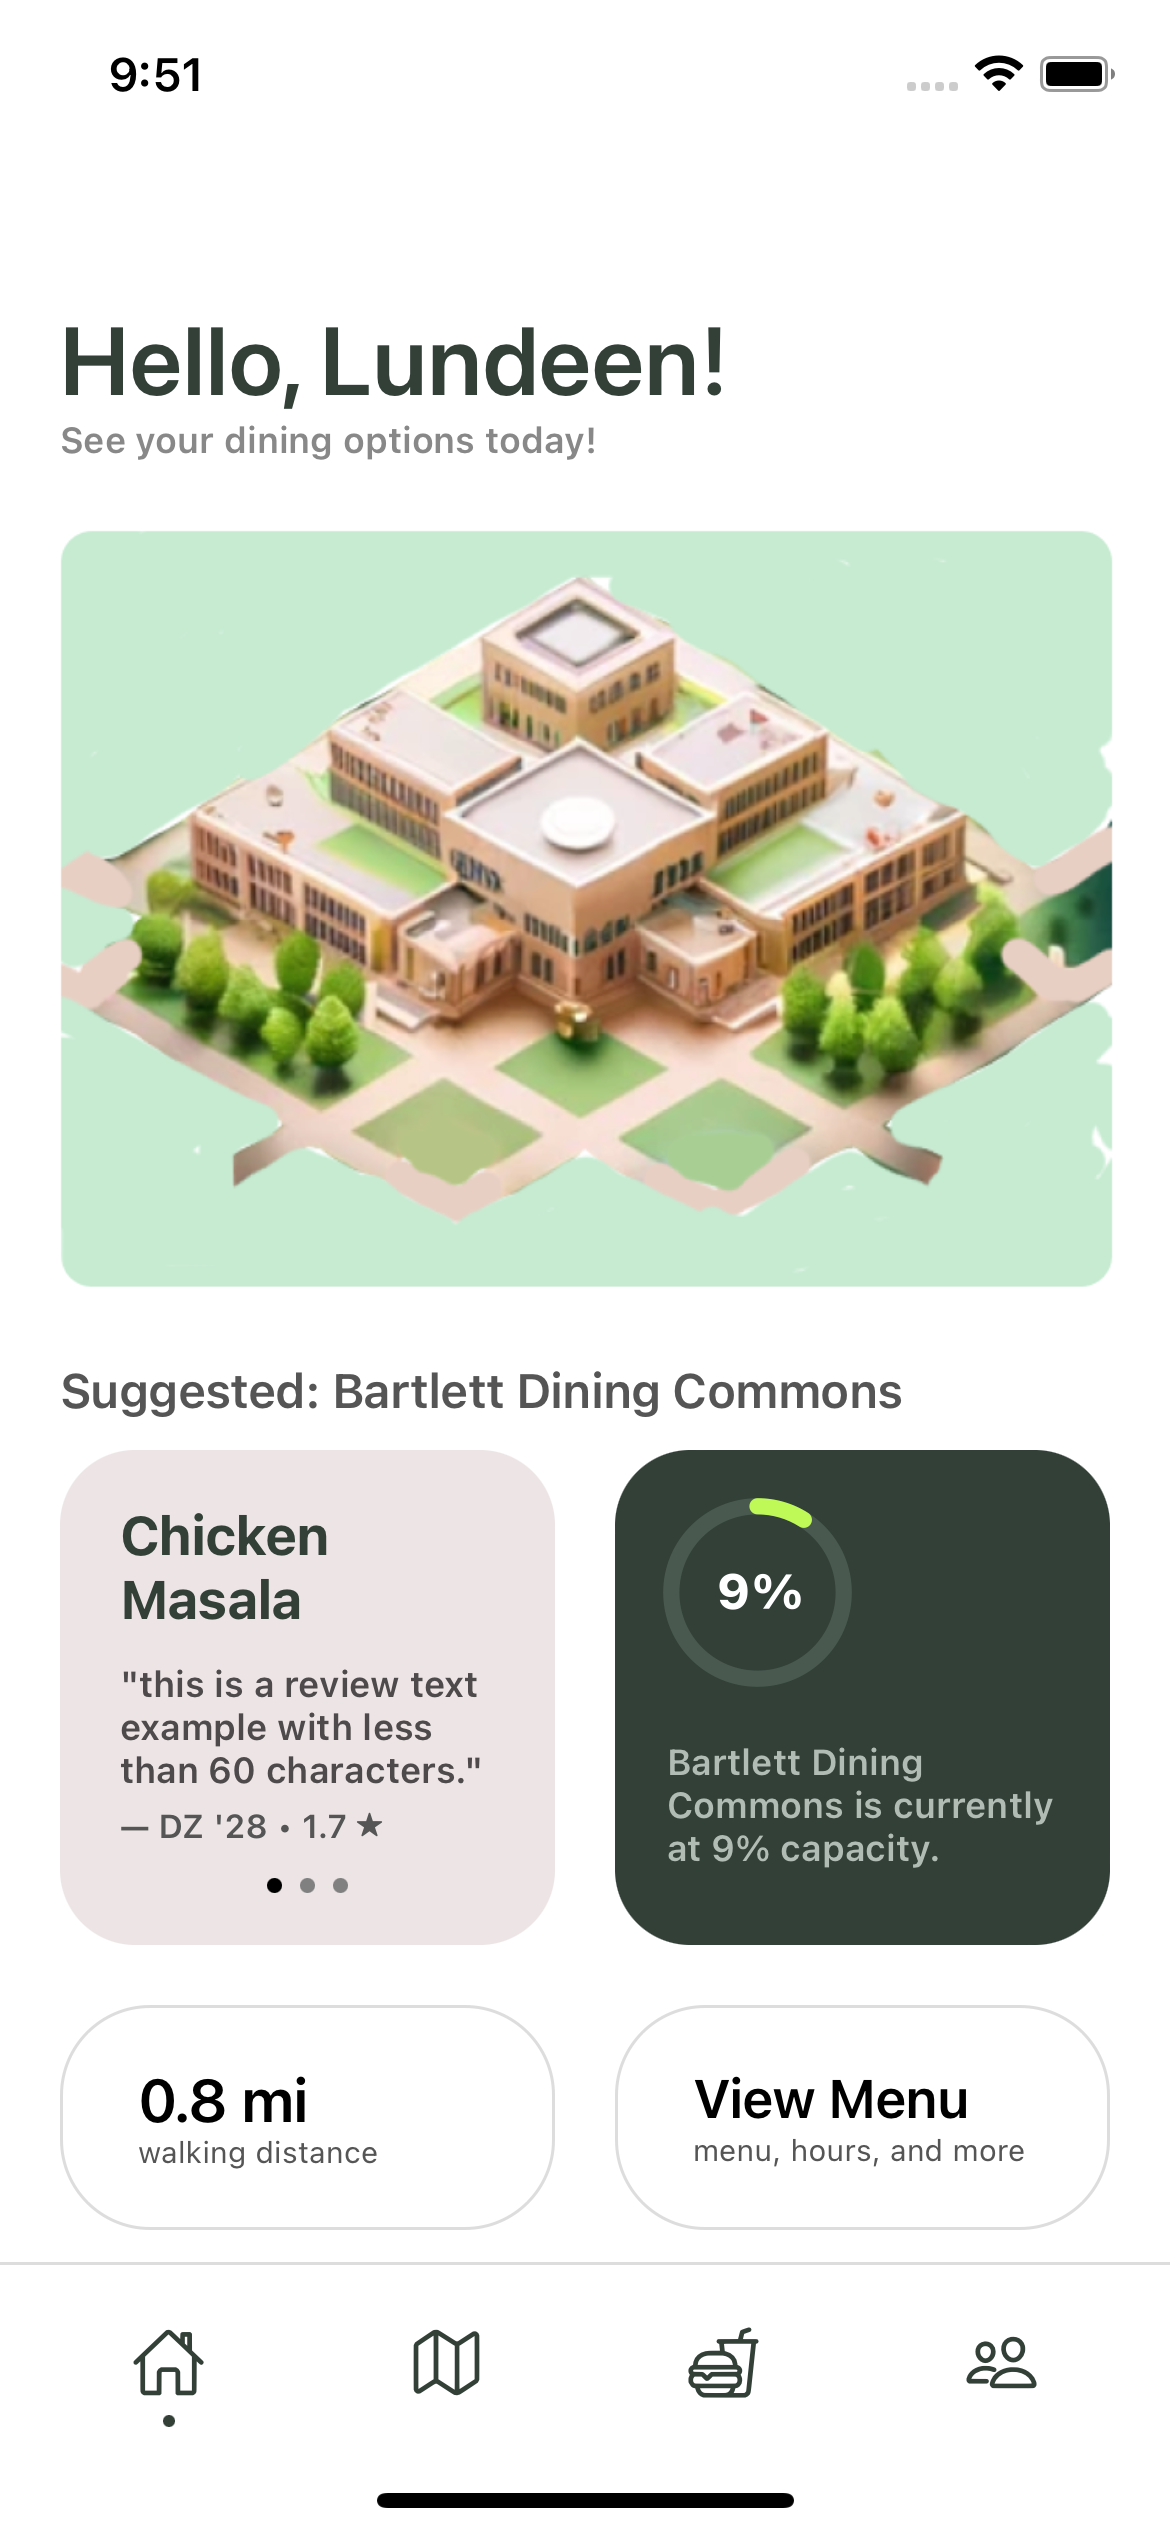 9:51
Hello, Lundeen!
See your dining options today!
Suggested: Bartlett Dining Commons
Chicken
Masala
"this is a review text
example with less
than 60 characters."
— DZ '28 • 1.7 ★
9%
Bartlett Dining
Commons is currently
at 9% capacity.
0.8 mi
walking distance
View Menu
menu, hours, and more